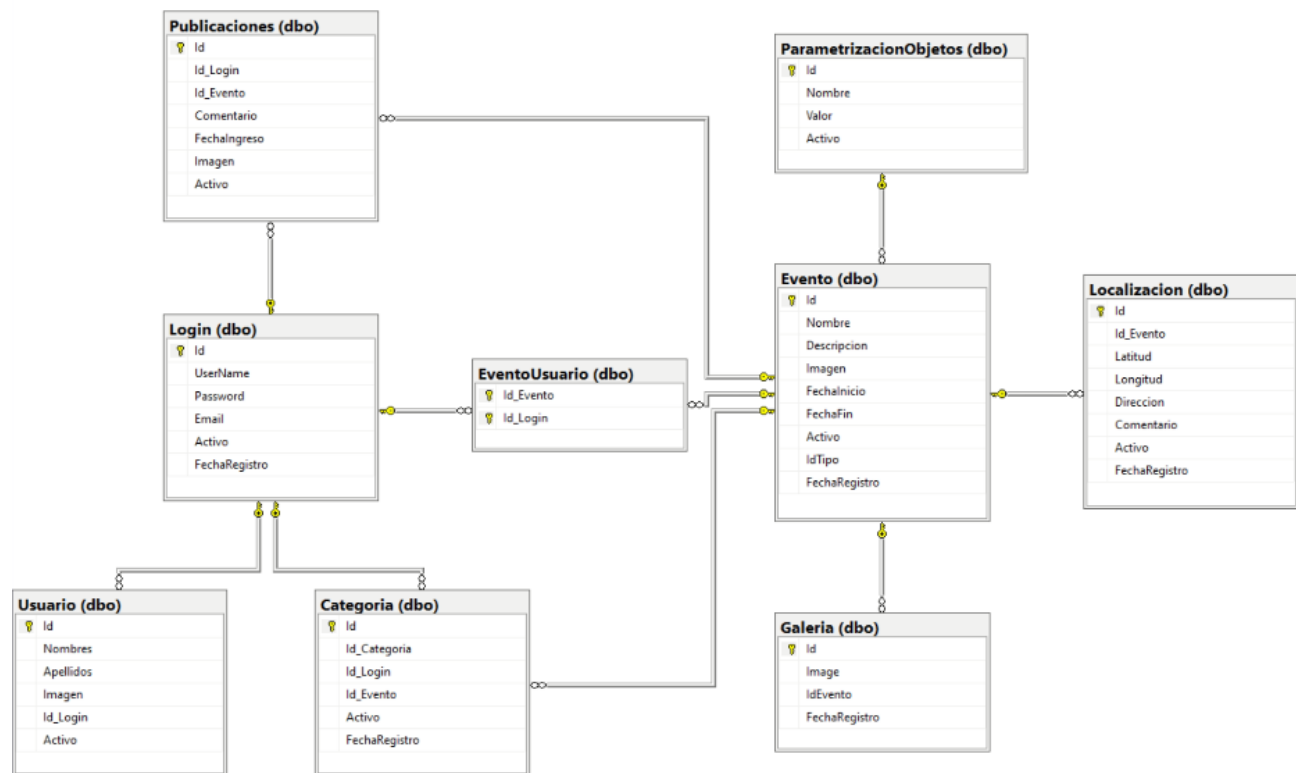 Publicaciones (dbo)
Id
Id_Login
Id_Evento
Comentario
FechaIngreso
Imagen
Activo
ParametrizacionObjetos (dbo)
Id
Nombre
Valor
Activo
Login (dbo)
Id
UserName
Password
Email
Activo
FechaRegistro
EventoUsuario (dbo)
Id_Evento
Id_Login
Evento (dbo)
Id
Nombre
Descripcion
Imagen
FechaInicio
FechaFin
Activo
IdTipo
FechaRegistro
Localizacion (dbo)
Id
Id_Evento
Latitud
Longitud
Direccion
Comentario
Activo
FechaRegistro
Usuario (dbo)
Id
Nombres
Apellidos
Imagen
Id_Login
Activo
Categoria (dbo)
Id
Id_Categoria
Id_Login
Id_Evento
Activo
FechaRegistro
Galeria (dbo)
Id
Image
IdEvento
FechaRegistro